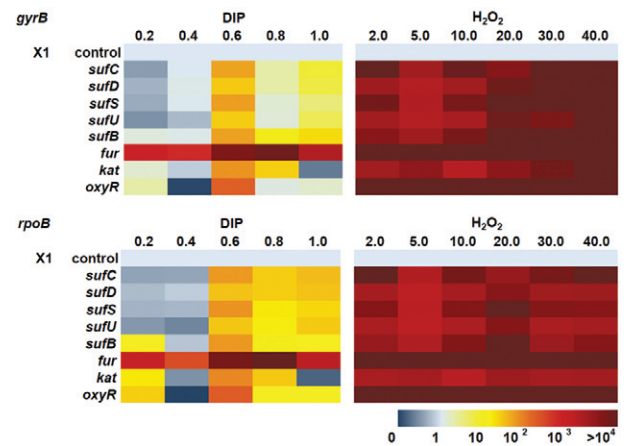 gyrB DIP H₂O₂
0.2 0.4 0.6 0.8 1.0 2.0 5.0 10.0 20.0 30.0 40.0
X1 control
sufC
sufD
sufS
sufU
sufB
fur
kat
oxyR
rpoB DIP H₂O₂
0.2 0.4 0.6 0.8 1.0 2.0 5.0 10.0 20.0 30.0 40.0
X1 control
sufC
sufD
sufS
sufU
sufB
fur
kat
oxyR
0 1 10 10² 10³ >10⁴